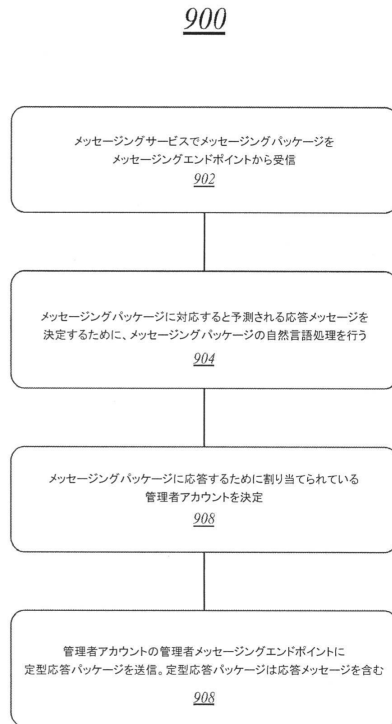 900
メッセージングサービスでメッセージングパッケージを
メッセージングエンドポイントから受信
902
メッセージングパッケージに対応すると予測される応答メッセージを
決定するために、メッセージングパッケージの自然言語処理を行う
904
メッセージングパッケージに応答するために割り当てられている
管理者アカウントを決定
908
管理者アカウントの管理者メッセージングエンドポイントに
定型応答パッケージを送信。定型応答パッケージは応答メッセージを含む
908